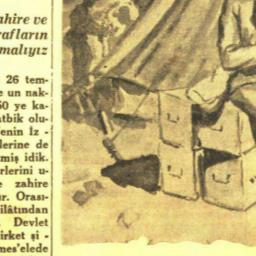 ahire ve
rafların
malıyız
26 tem-
e un nak-
50 ye ka-
atbik olu-
enin İz -
lerine de
miş idik.
rlerini u-
e zahire
ır. Orası-
ilâtından
Devlet
irket şi -
mes'elede